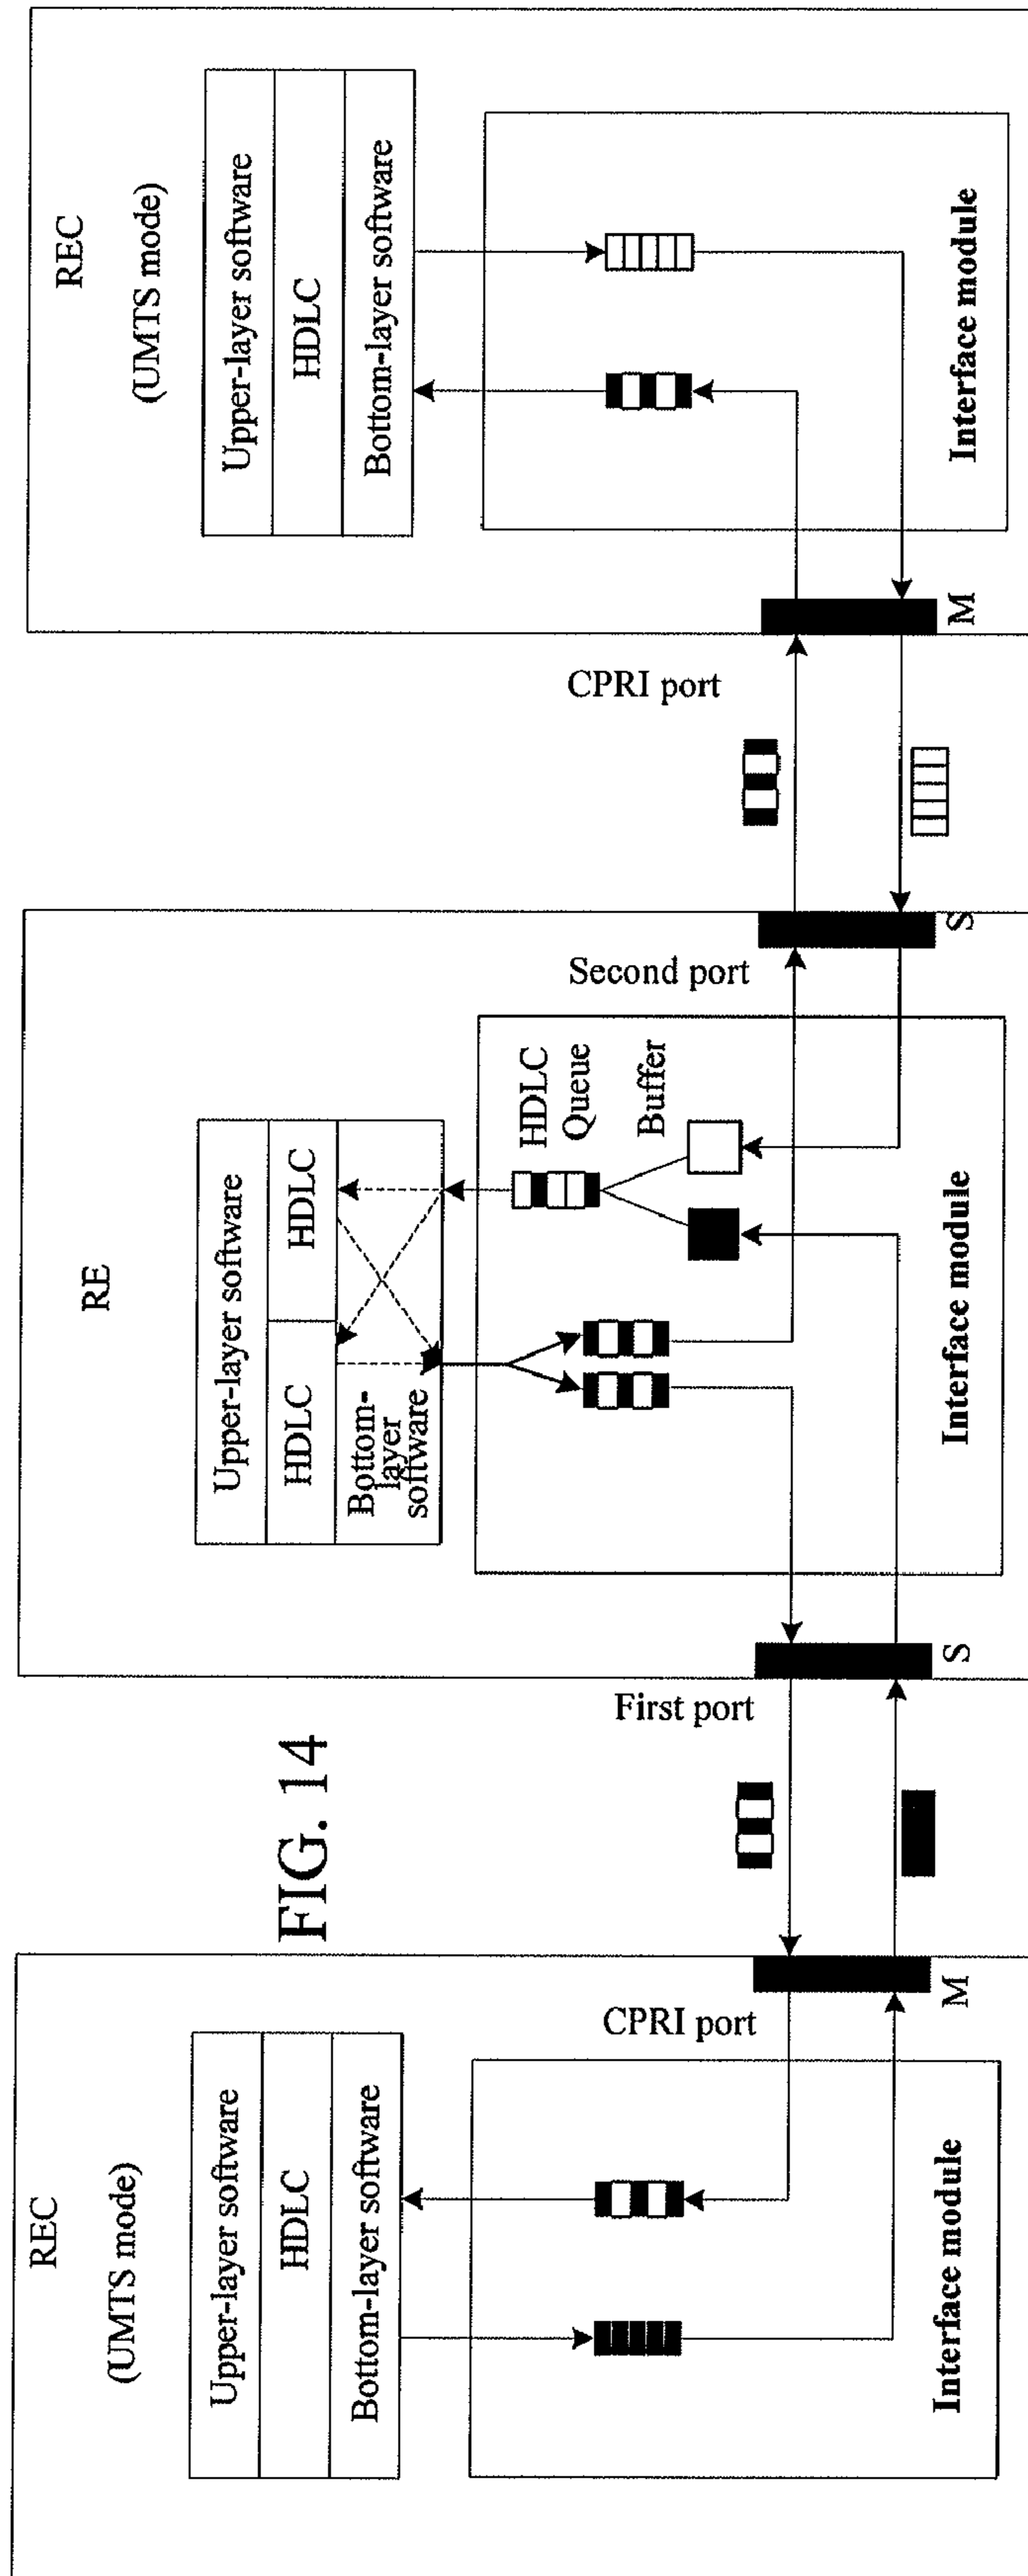 REC
(UMTS mode)
Upper-layer software
HDLC
Bottom-layer software
Interface module
CPRI port
M
FIG. 14
First port
S
RE
Upper-layer software
HDLC
HDLC
Bottom-
layer
software
HDLC
Queue
Buffer
Interface module
Second port
S
CPRI port
M
REC
(UMTS mode)
Upper-layer software
HDLC
Bottom-layer software
Interface module